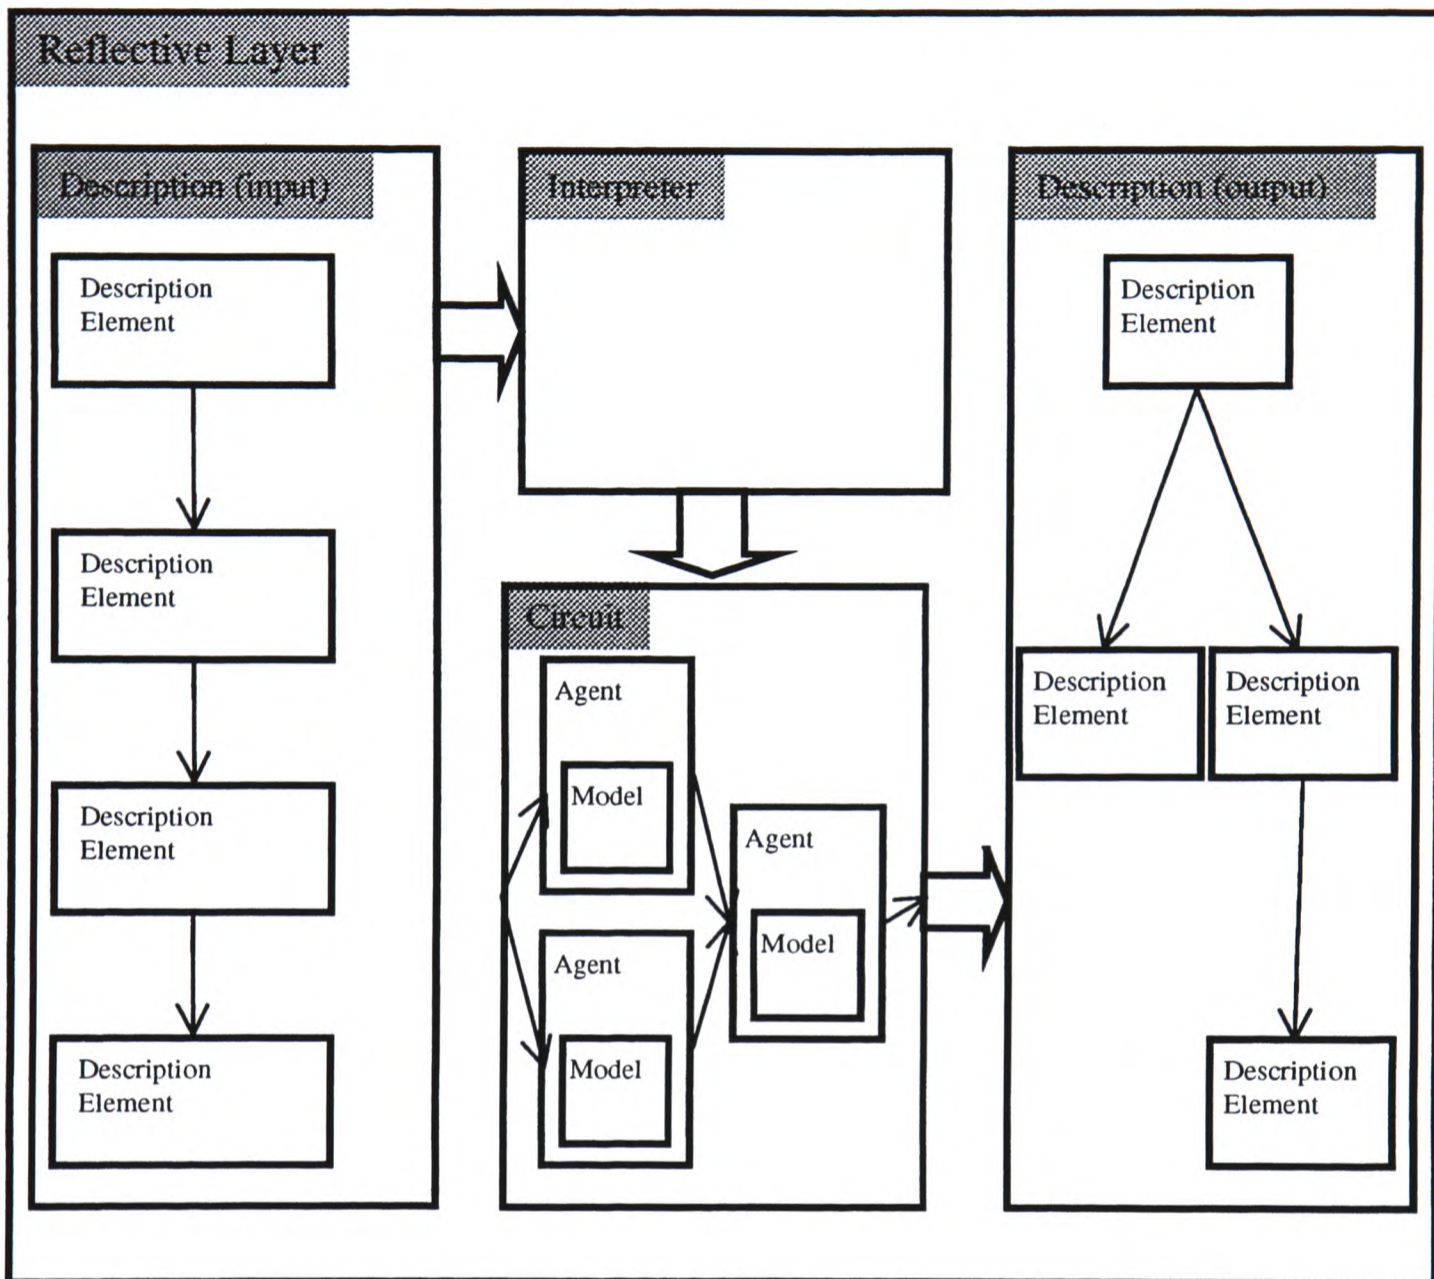 Reflective Layer
Description (input)
Description
Element
Description
Element
Description
Element
Description
Element
Interpreter
Circuit
Agent
Model
Agent
Model
Agent
Model
Description (output)
Description
Element
Description
Element
Description
Element
Description
Element